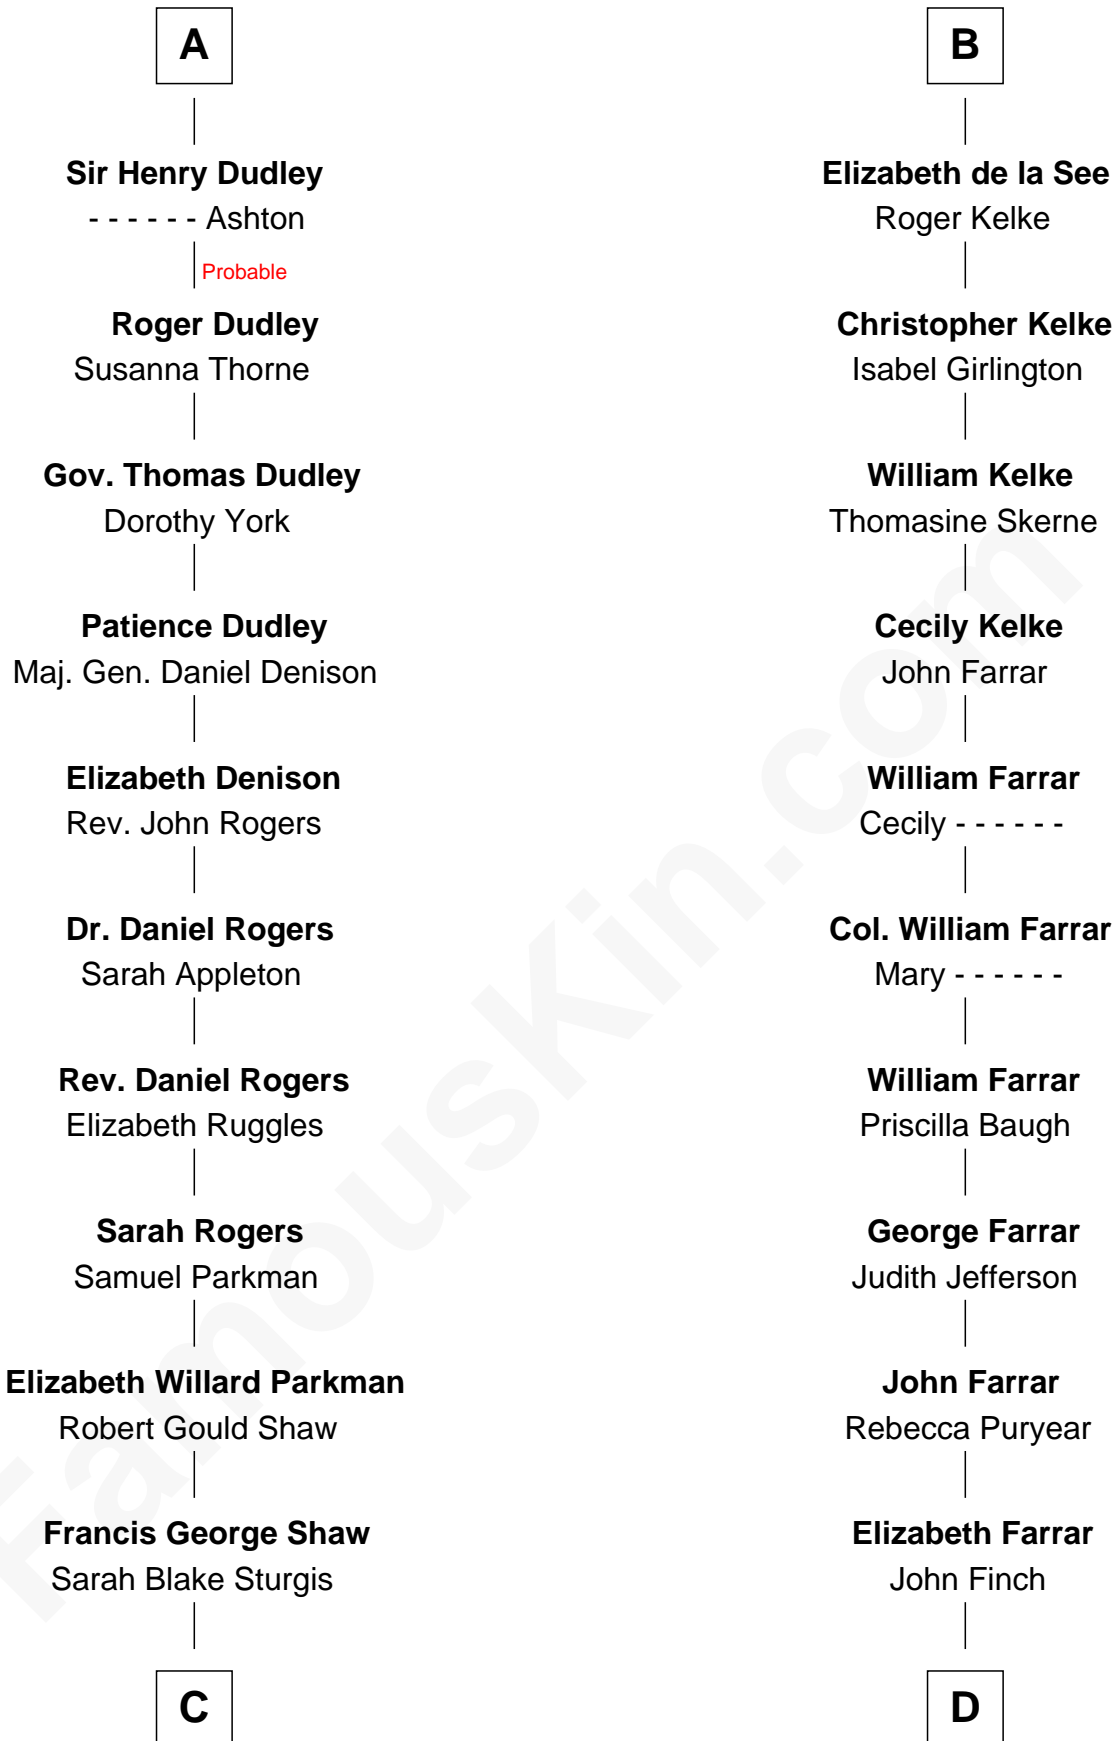 A
Sir Henry Dudley
- - - - - - Ashton
Probable
Roger Dudley
Susanna Thorne
Gov. Thomas Dudley
Dorothy York
Patience Dudley
Maj. Gen. Daniel Denison
Elizabeth Denison
Rev. John Rogers
Dr. Daniel Rogers
Sarah Appleton
Rev. Daniel Rogers
Elizabeth Ruggles
Sarah Rogers
Samuel Parkman
Elizabeth Willard Parkman
Robert Gould Shaw
Francis George Shaw
Sarah Blake Sturgis
C
B
Elizabeth de la See
Roger Kelke
Christopher Kelke
Isabel Girlington
William Kelke
Thomasine Skerne
Cecily Kelke
John Farrar
William Farrar
Cecily - - - - - -
Col. William Farrar
Mary - - - - - -
William Farrar
Priscilla Baugh
George Farrar
Judith Jefferson
John Farrar
Rebecca Puryear
Elizabeth Farrar
John Finch
D
FamousKin.com